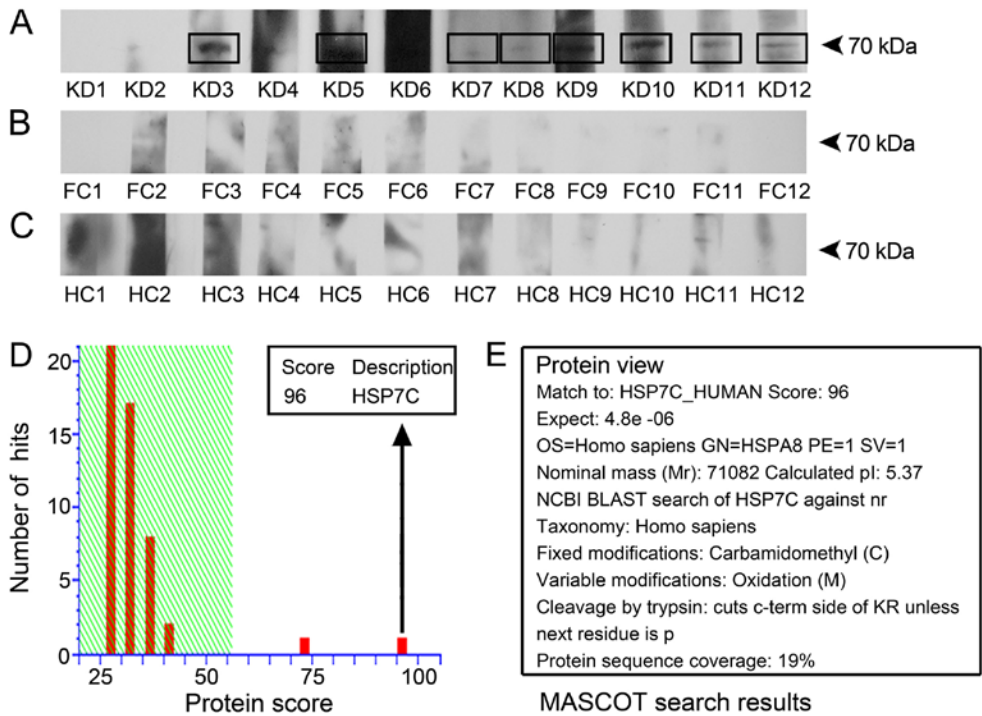 A
70 kDa
KD1 KD2 KD3 KD4 KD5 KD6 KD7 KD8 KD9 KD10 KD11 KD12
B
70 kDa
FC1 FC2 FC3 FC4 FC5 FC6 FC7 FC8 FC9 FC10 FC11 FC12
C
70 kDa
HC1 HC2 HC3 HC4 HC5 HC6 HC7 HC8 HC9 HC10 HC11 HC12
D
Number of hits
20
15
10
5
0
25 50 75 100
Protein score
Score Description
96 HSP7C
E
Protein view
Match to: HSP7C_HUMAN Score: 96
Expect: 4.8e -06
OS=Homo sapiens GN=HSPA8 PE=1 SV=1
Nominal mass (Mr): 71082 Calculated pI: 5.37
NCBI BLAST search of HSP7C against nr
Taxonomy: Homo sapiens
Fixed modifications: Carbamidomethyl (C)
Variable modifications: Oxidation (M)
Cleavage by trypsin: cuts c-term side of KR unless
next residue is p
Protein sequence coverage: 19%
MASCOT search results